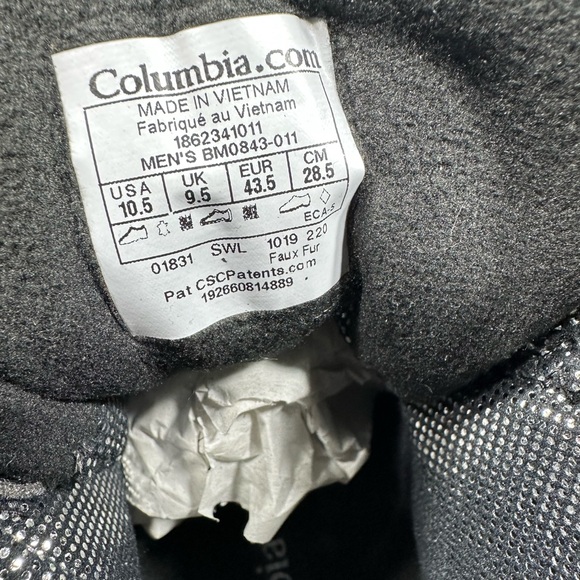 Columbia.com
MADE IN VIETNAM
Fabriqué au Vietnam
1862341011
MEN'S BM0843-011
USA UK EUR CM
10.5 9.5 43.5 28.5
ECA-S
01831 SWL 1019 220
Faux Fur
Pat CSCPatents.com
192660814889
bia